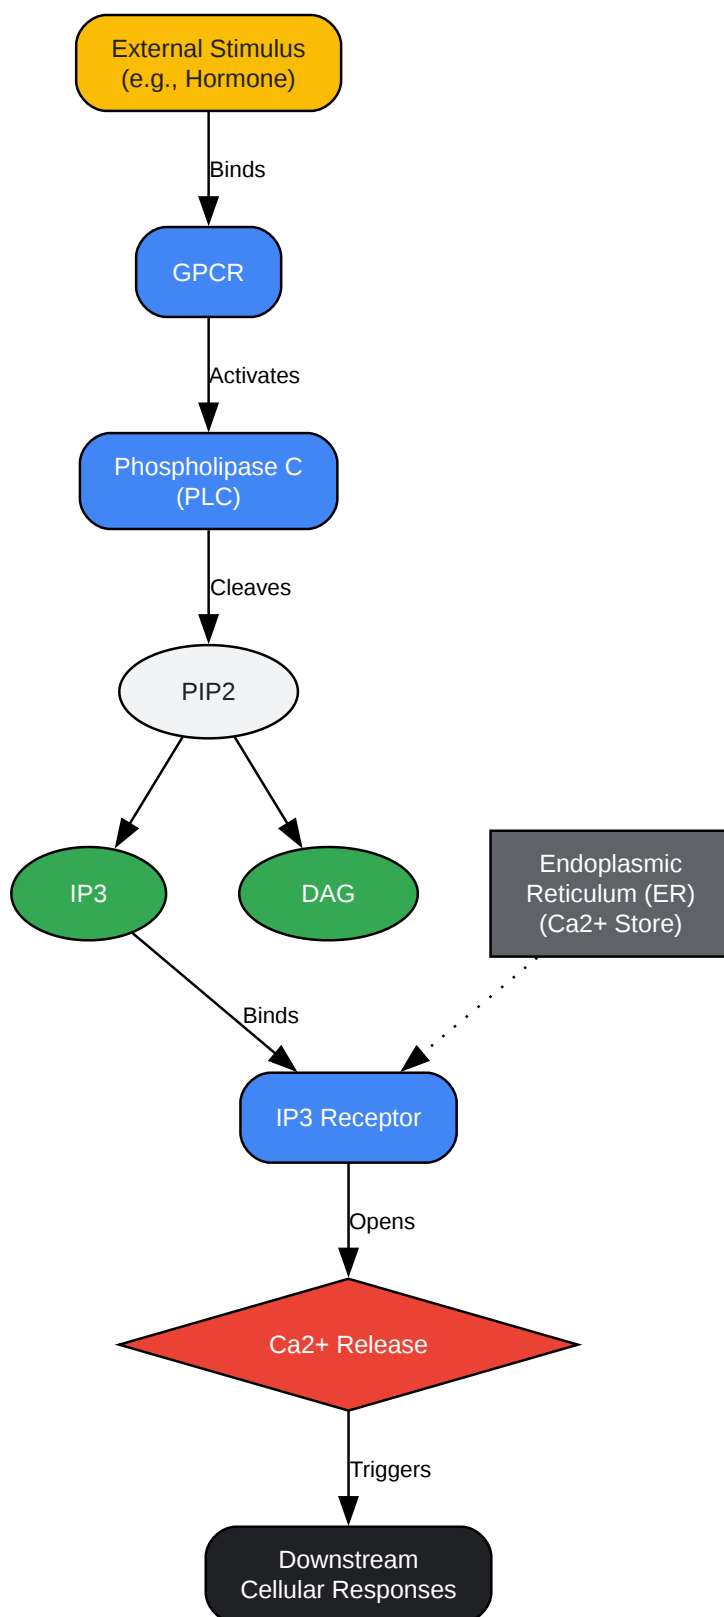 External Stimulus
(e.g., Hormone)
Binds
GPCR
Activates
Phospholipase C
(PLC)
Cleaves
PIP2
IP3
DAG
Endoplasmic
Reticulum (ER)
(Ca2+ Store)
Binds
IP3 Receptor
Opens
Ca2+ Release
Triggers
Downstream
Cellular Responses